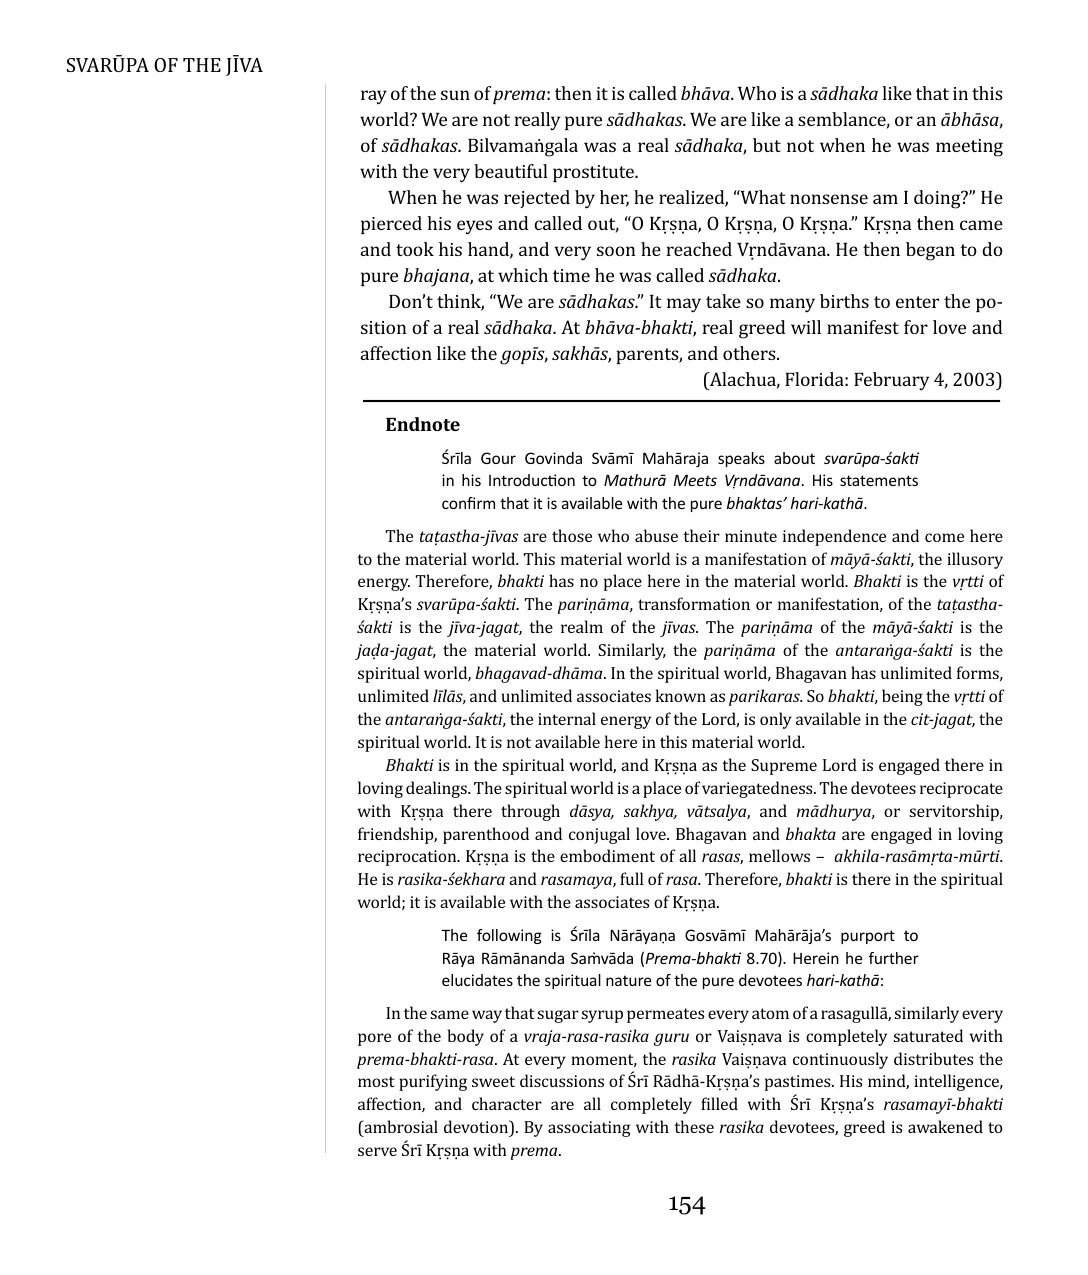 SVARŪPA OF THE JĪVA
ray of the sun of prema: then it is called bhāva. Who is a sādhaka like that in this
world? We are not really pure sādhakas. We are like a semblance, or an ābhāsa,
of sādhakas. Bilvamaṅgala was a real sādhaka, but not when he was meeting
with the very beautiful prostitute.
When he was rejected by her, he realized, “What nonsense am I doing?” He
pierced his eyes and called out, “O Kṛṣṇa, O Kṛṣṇa, O Kṛṣṇa.” Kṛṣṇa then came
and took his hand, and very soon he reached Vṛndāvana. He then began to do
pure bhajana, at which time he was called sādhaka.
Don’t think, “We are sādhakas.” It may take so many births to enter the po-
sition of a real sādhaka. At bhāva-bhakti, real greed will manifest for love and
affection like the gopīs, sakhās, parents, and others.
(Alachua, Florida: February 4, 2003)
Endnote
Śrīla Gour Govinda Svāmī Mahāraja speaks about svarūpa-śakti
in his Introduction to Mathurā Meets Vṛndāvana. His statements
confirm that it is available with the pure bhaktas’ hari-kathā.
The taṭastha-jīvas are those who abuse their minute independence and come here
to the material world. This material world is a manifestation of māyā-śakti, the illusory
energy. Therefore, bhakti has no place here in the material world. Bhakti is the vṛtti of
Kṛṣṇa’s svarūpa-śakti. The pariṇāma, transformation or manifestation, of the taṭastha-
śakti is the jīva-jagat, the realm of the jīvas. The pariṇāma of the māyā-śakti is the
jaḍa-jagat, the material world. Similarly, the pariṇāma of the antaraṅga-śakti is the
spiritual world, bhagavad-dhāma. In the spiritual world, Bhagavan has unlimited forms,
unlimited līlās, and unlimited associates known as parikaras. So bhakti, being the vṛtti of
the antaraṅga-śakti, the internal energy of the Lord, is only available in the cit-jagat, the
spiritual world. It is not available here in this material world.
Bhakti is in the spiritual world, and Kṛṣṇa as the Supreme Lord is engaged there in
loving dealings. The spiritual world is a place of variegatedness. The devotees reciprocate
with Kṛṣṇa there through dāsya, sakhya, vātsalya, and mādhurya, or servitorship,
friendship, parenthood and conjugal love. Bhagavan and bhakta are engaged in loving
reciprocation. Kṛṣṇa is the embodiment of all rasas, mellows – akhila-rasāmṛta-mūrti.
He is rasika-śekhara and rasamaya, full of rasa. Therefore, bhakti is there in the spiritual
world; it is available with the associates of Kṛṣṇa.
The following is Śrīla Nārāyaṇa Gosvāmī Mahārāja’s purport to
Rāya Rāmānanda Saṁvāda (Prema-bhakti 8.70). Herein he further
elucidates the spiritual nature of the pure devotees hari-kathā:
In the same way that sugar syrup permeates every atom of a rasagullā, similarly every
pore of the body of a vraja-rasa-rasika guru or Vaiṣṇava is completely saturated with
prema-bhakti-rasa. At every moment, the rasika Vaiṣṇava continuously distributes the
most purifying sweet discussions of Śrī Rādhā-Kṛṣṇa’s pastimes. His mind, intelligence,
affection, and character are all completely filled with Śrī Kṛṣṇa’s rasamayī-bhakti
(ambrosial devotion). By associating with these rasika devotees, greed is awakened to
serve Śrī Kṛṣṇa with prema.
154